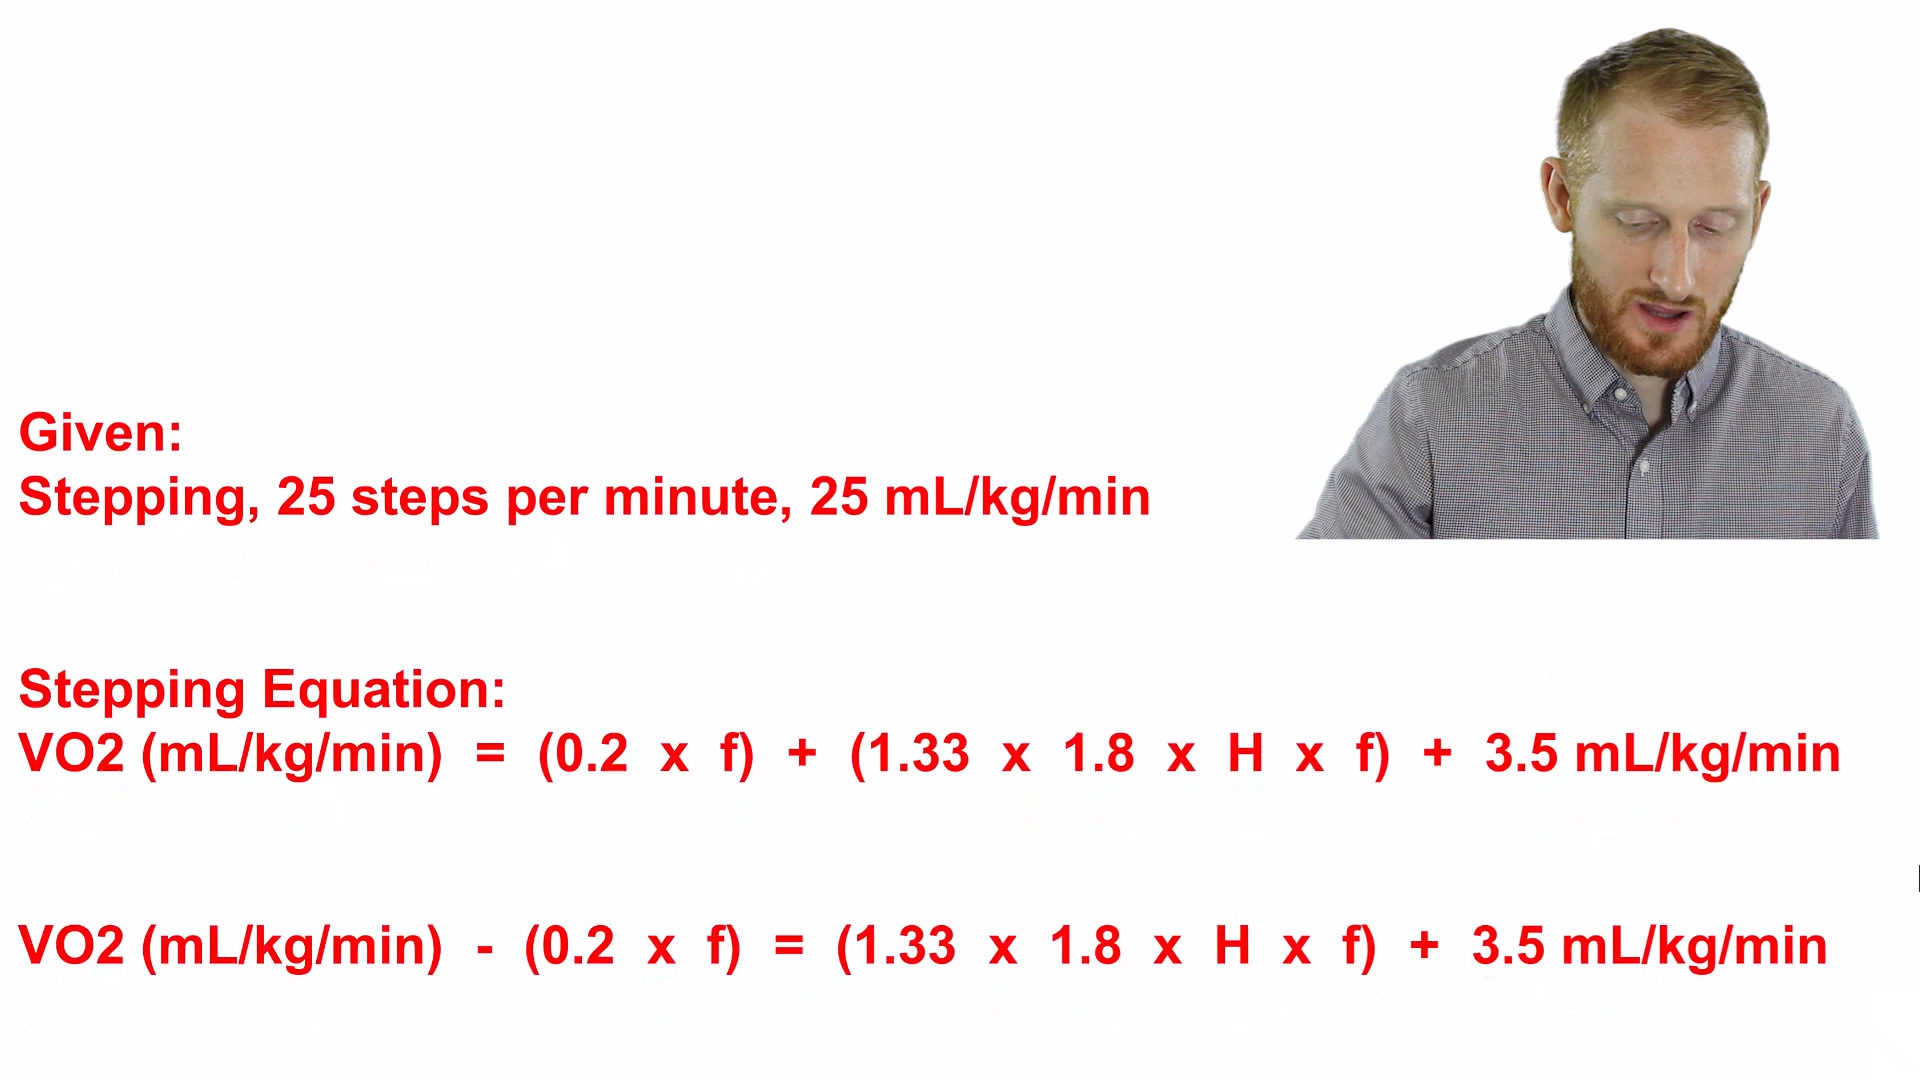 Given:
Stepping, 25 steps per minute, 25 mL/kg/min
Stepping Equation:
VO2 (mL/kg/min) = (0.2 x f) + (1.33 x 1.8 x H x f) + 3.5 mL/kg/min
VO2 (mL/kg/min) - (0.2 x f) = (1.33 x 1.8 x H x f) + 3.5 mL/kg/min